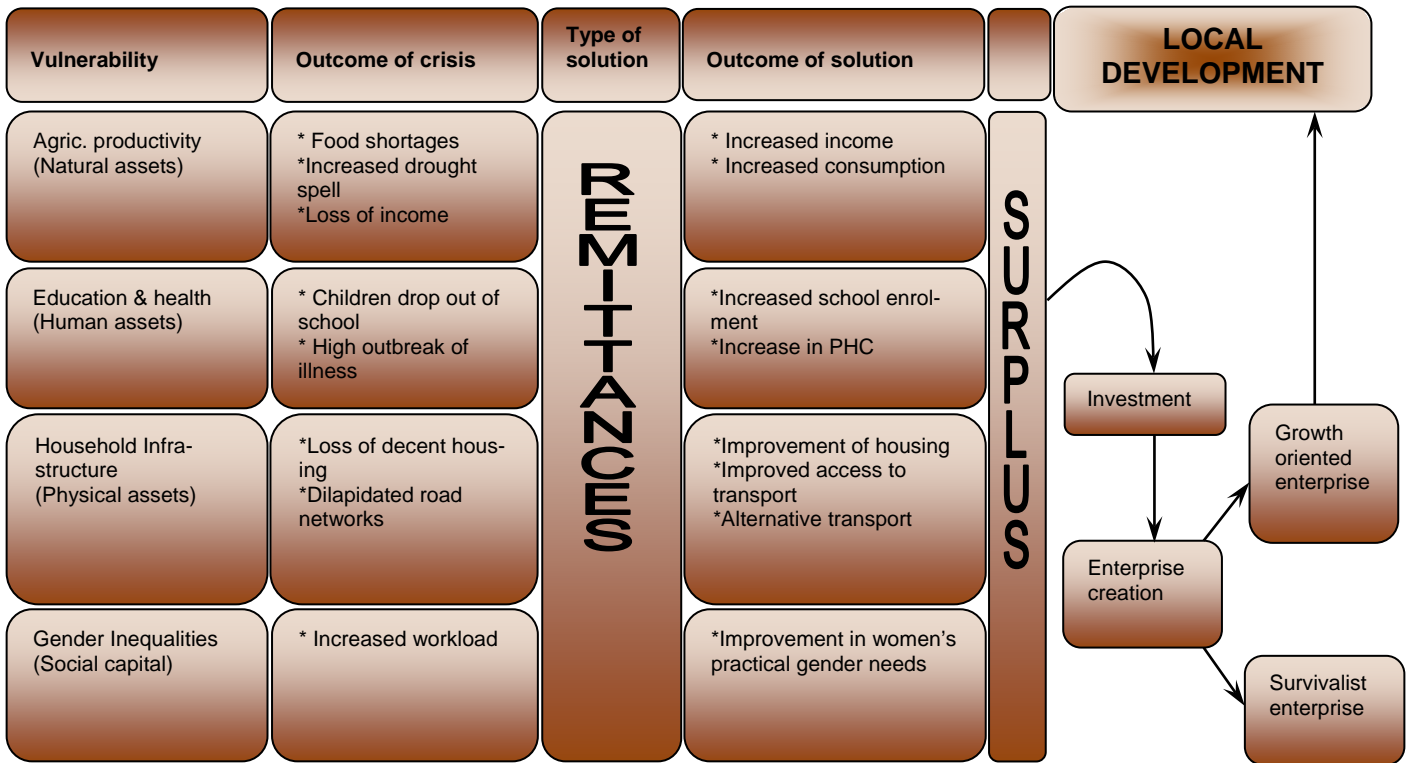 Vulnerability
Outcome of crisis
Type of
solution
Outcome of solution
LOCAL
DEVELOPMENT
Agric. productivity
(Natural assets)
* Food shortages
*Increased drought
spell
*Loss of income
REMITTANCES
* Increased income
* Increased consumption
SURPLUS
Education & health
(Human assets)
* Children drop out of
school
* High outbreak of
illness
*Increased school enrol-
ment
*Increase in PHC
Household Infra-
structure
(Physical assets)
*Loss of decent hous-
ing
*Dilapidated road
networks
*Improvement of housing
*Improved access to
transport
*Alternative transport
Gender Inequalities
(Social capital)
* Increased workload
*Improvement in women’s
practical gender needs
Investment
Growth
oriented
enterprise
Enterprise
creation
Survivalist
enterprise